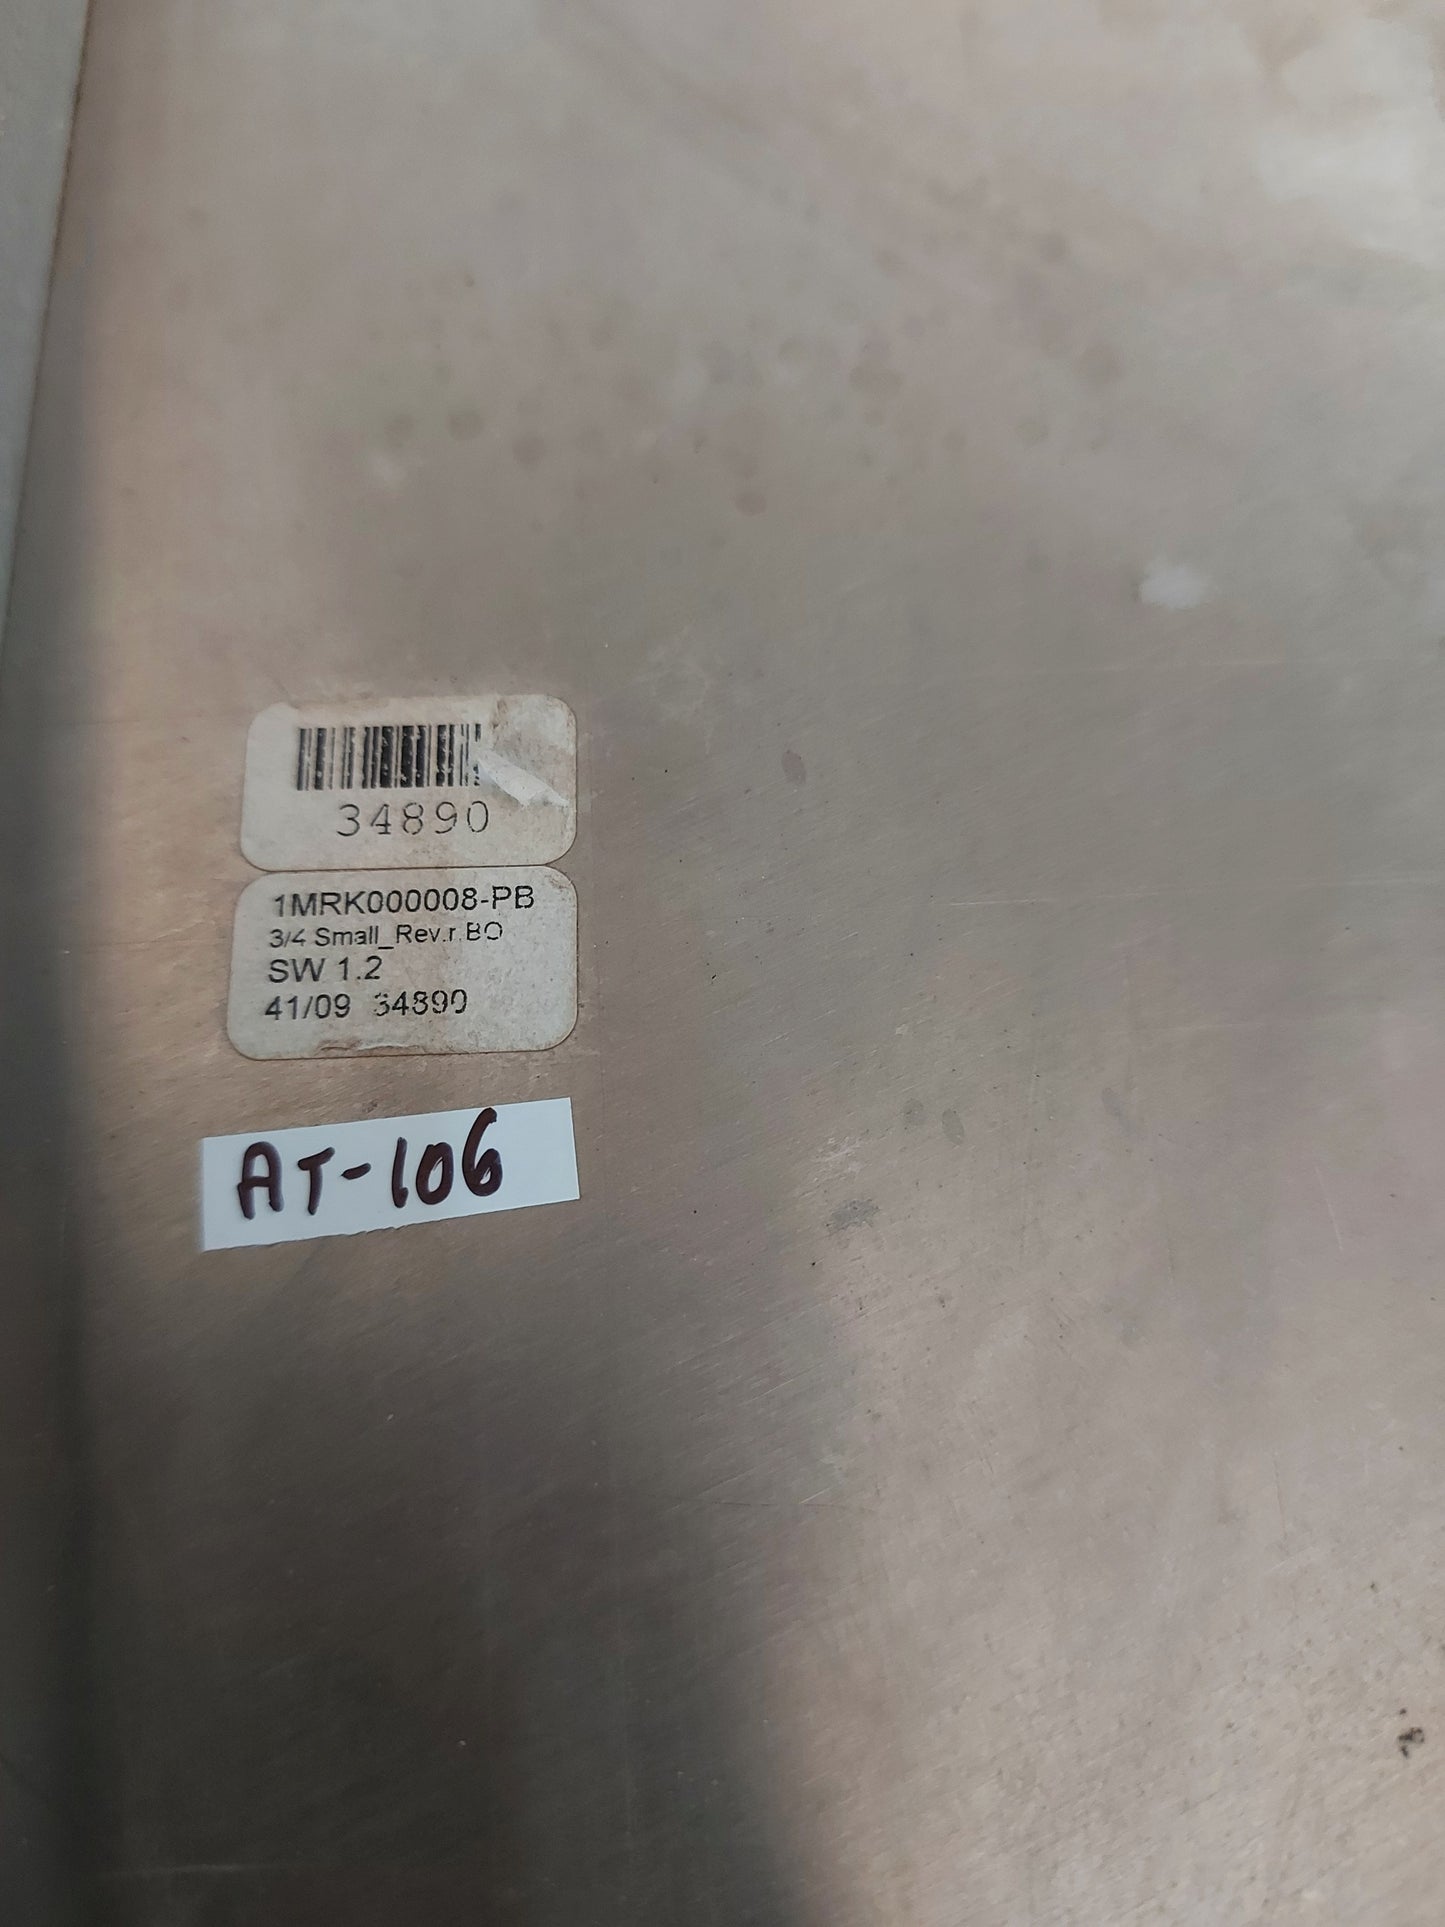 34890
1MRK000008-PB
3/4 Small_Rev.r.BO
SW 1.2
41/09 34890
AT-106